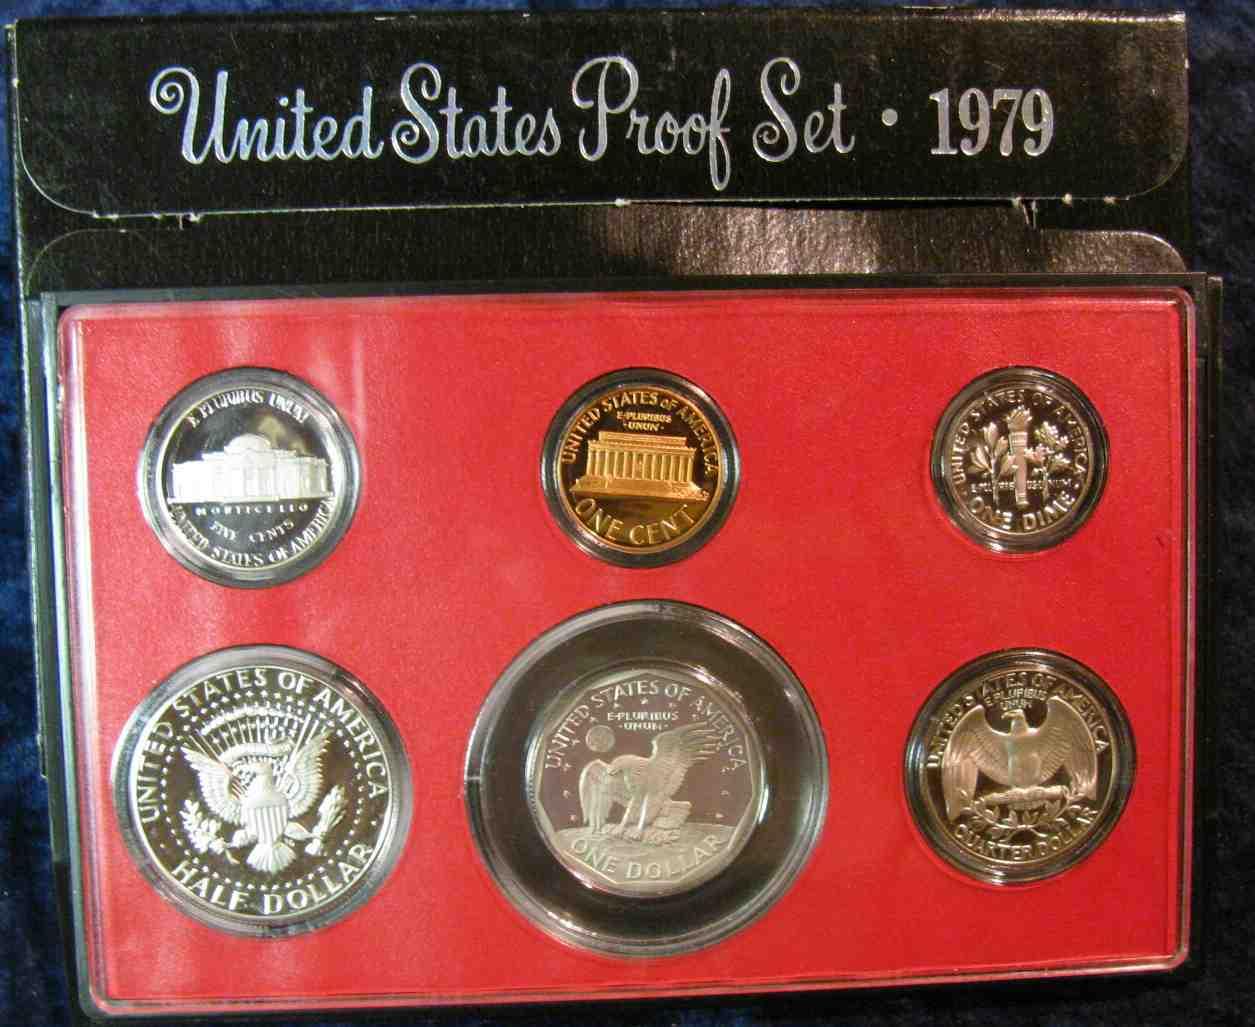 United States Proof Set • 1979
E PLURIBUS UNUM
MONTICELLO
FIVE CENTS
UNITED STATES OF AMERICA
UNITED STATES OF AMERICA
E·PLURIBUS
·UNUM·
ONE CENT
UNITED STATES OF AMERICA
ONE DIME
UNITED STATES OF AMERICA
HALF DOLLAR
UNITED STATES OF AMERICA
E·PLURIBUS
·UNUM·
ONE DOLLAR
UNITED STATES OF AMERICA
E·PLURIBUS
UNUM
QUARTER DOLLAR